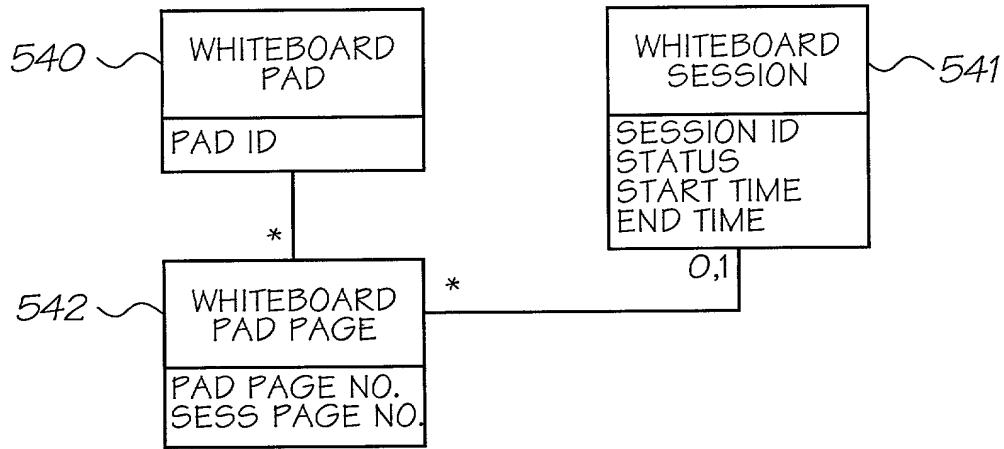 540
WHITEBOARD
PAD
PAD ID
WHITEBOARD
SESSION
541
SESSION ID
STATUS
START TIME
END TIME
*
0,1
*
542
WHITEBOARD
PAD PAGE
PAD PAGE NO.
SESS PAGE NO.